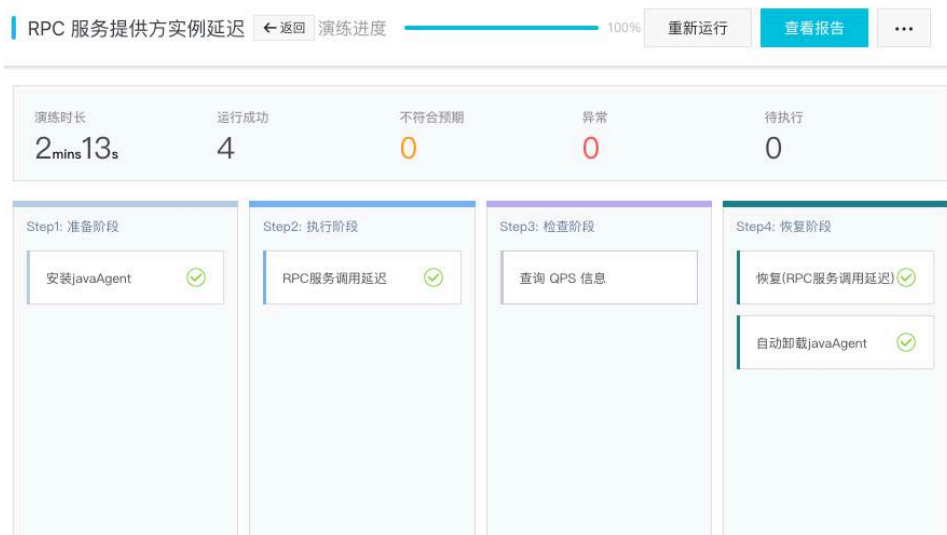 RPC 服务提供方实例延迟 ←返回 演练进度 100% 重新运行 查看报告 ...
演练时长 运行成功 不符合预期 异常 待执行
2mins13s 4 0 0 0
Step1: 准备阶段 Step2: 执行阶段 Step3: 检查阶段 Step4: 恢复阶段
安装javaAgent RPC服务调用延迟 查询 QPS 信息 恢复(RPC服务调用延迟)
自动卸载javaAgent